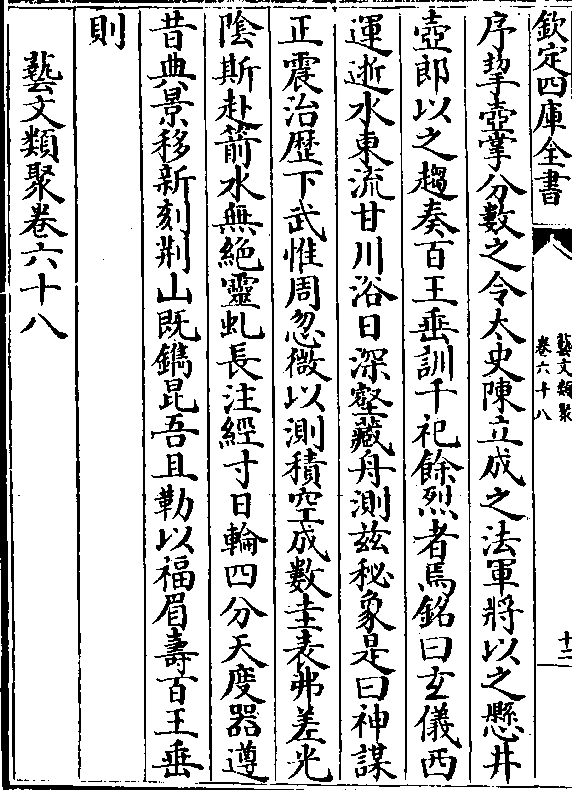 欽定四庫全書
藝文類聚
卷六十八
十二
序挈壺掌分數之令太史陳立成之法軍將以之懸井
壺郎以之趨奏百王垂訓千祀餘烈者焉銘曰玄儀西
運逝水東流甘川浴日深壑藏舟測兹秘象是曰神謀
正震治歴下武惟周忽微以測積空成數圭表弗差光
陰斯赴箭水無絶靈虬長注經寸日輪四分天度器遵
昔典景移新刻荆山既鐫昆吾且勒以福眉壽百王垂
則
藝文類聚卷六十八